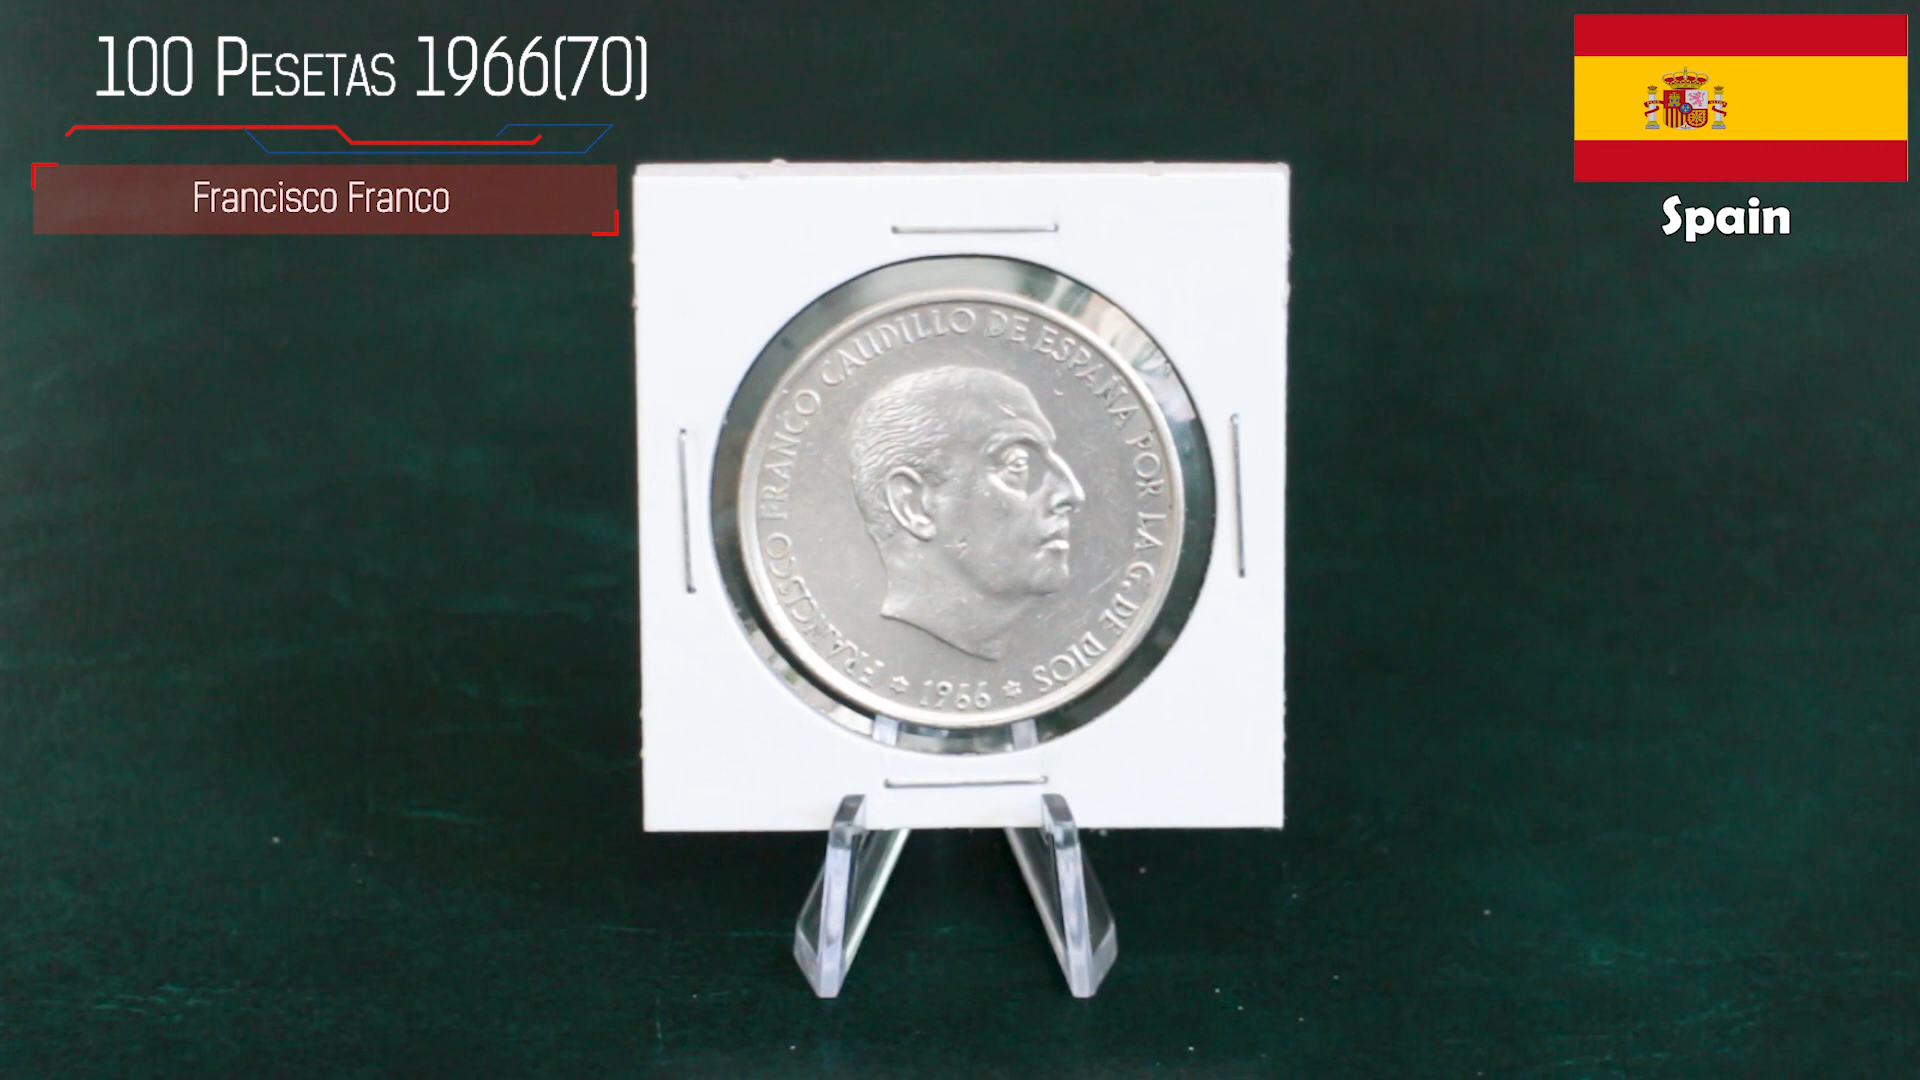 100 Pesetas 1966(70)
Francisco Franco
Spain
FRANCISCO FRANCO CAUDILLO DE ESPAÑA POR LA G. DE DIOS
* 1966 *